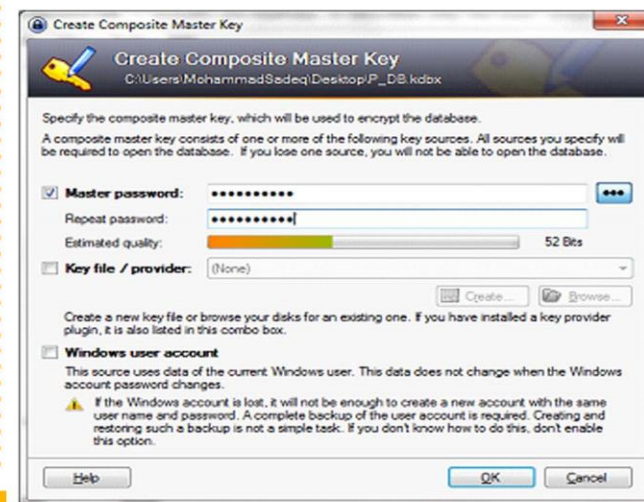 Create Composite Master Key
Create Composite Master Key
C:\Users\MohammadSadeq\Desktop\P_DB.kdbx
Specify the composite master key, which will be used to encrypt the database.
A composite master key consists of one or more of the following key sources. All sources you specify will
be required to open the database. If you lose one source, you will not be able to open the database.
Master password: ●●●●●●●●●● ●●●
Repeat password: ●●●●●●●●●●
Estimated quality: 52 Bits
Key file / provider: (None)
Create... Browse...
Create a new key file or browse your disks for an existing one. If you have installed a key provider
plugin, it is also listed in this combo box.
Windows user account
This source uses data of the current Windows user. This data does not change when the Windows
account password changes.
If the Windows account is lost, it will not be enough to create a new account with the same
user name and password. A complete backup of the user account is required. Creating and
restoring such a backup is not a simple task. If you don't know how to do this, don't enable
this option.
Help OK Cancel